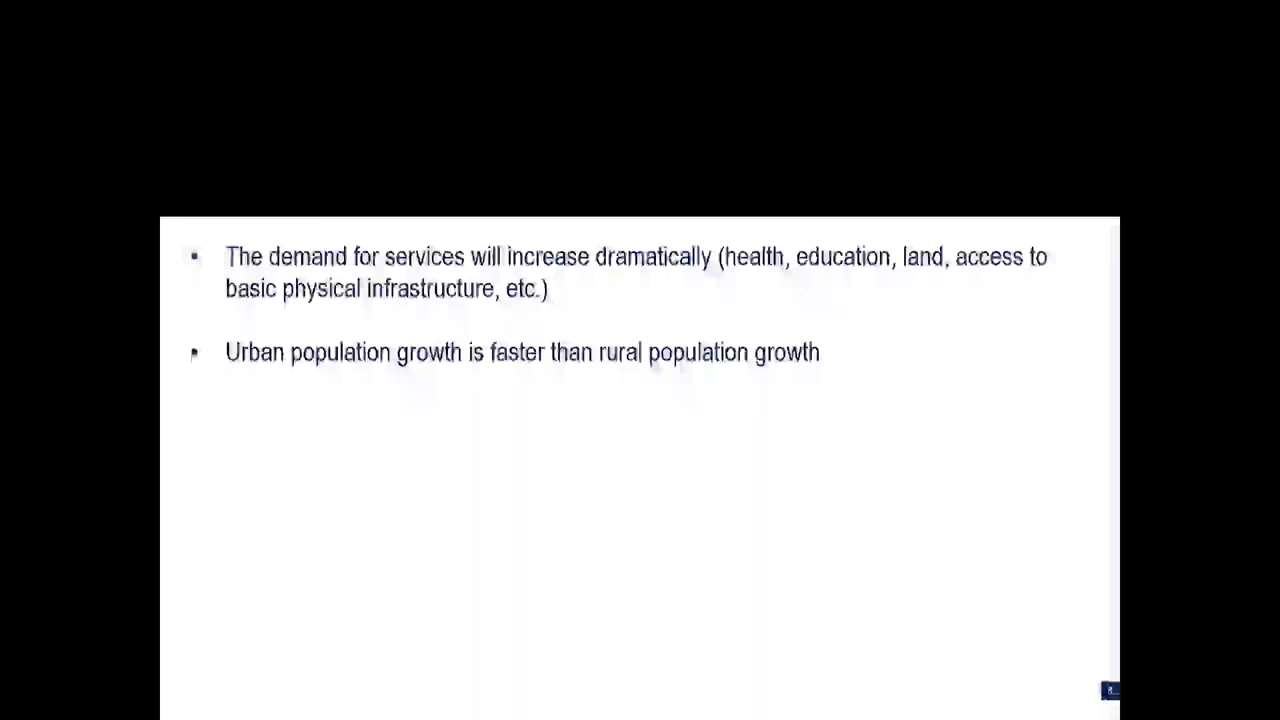 • The demand for services will increase dramatically (health, education, land, access to
basic physical infrastructure, etc.)
• Urban population growth is faster than rural population growth